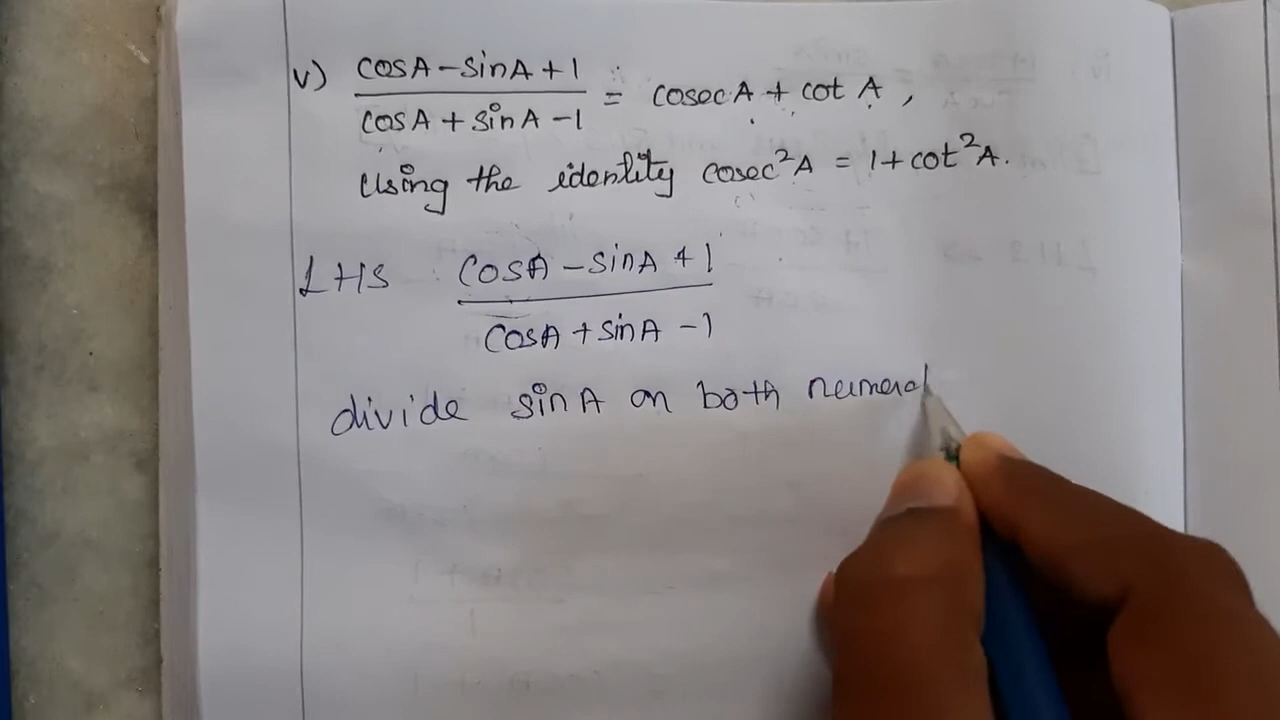 v) cosA - sinA + 1 / cosA + sinA - 1 = cosecA + cot A ,
Using the identity cosec²A = 1 + cot²A.
LHS cosA - sinA + 1 / cosA + sinA - 1
divide sinA on both numerat